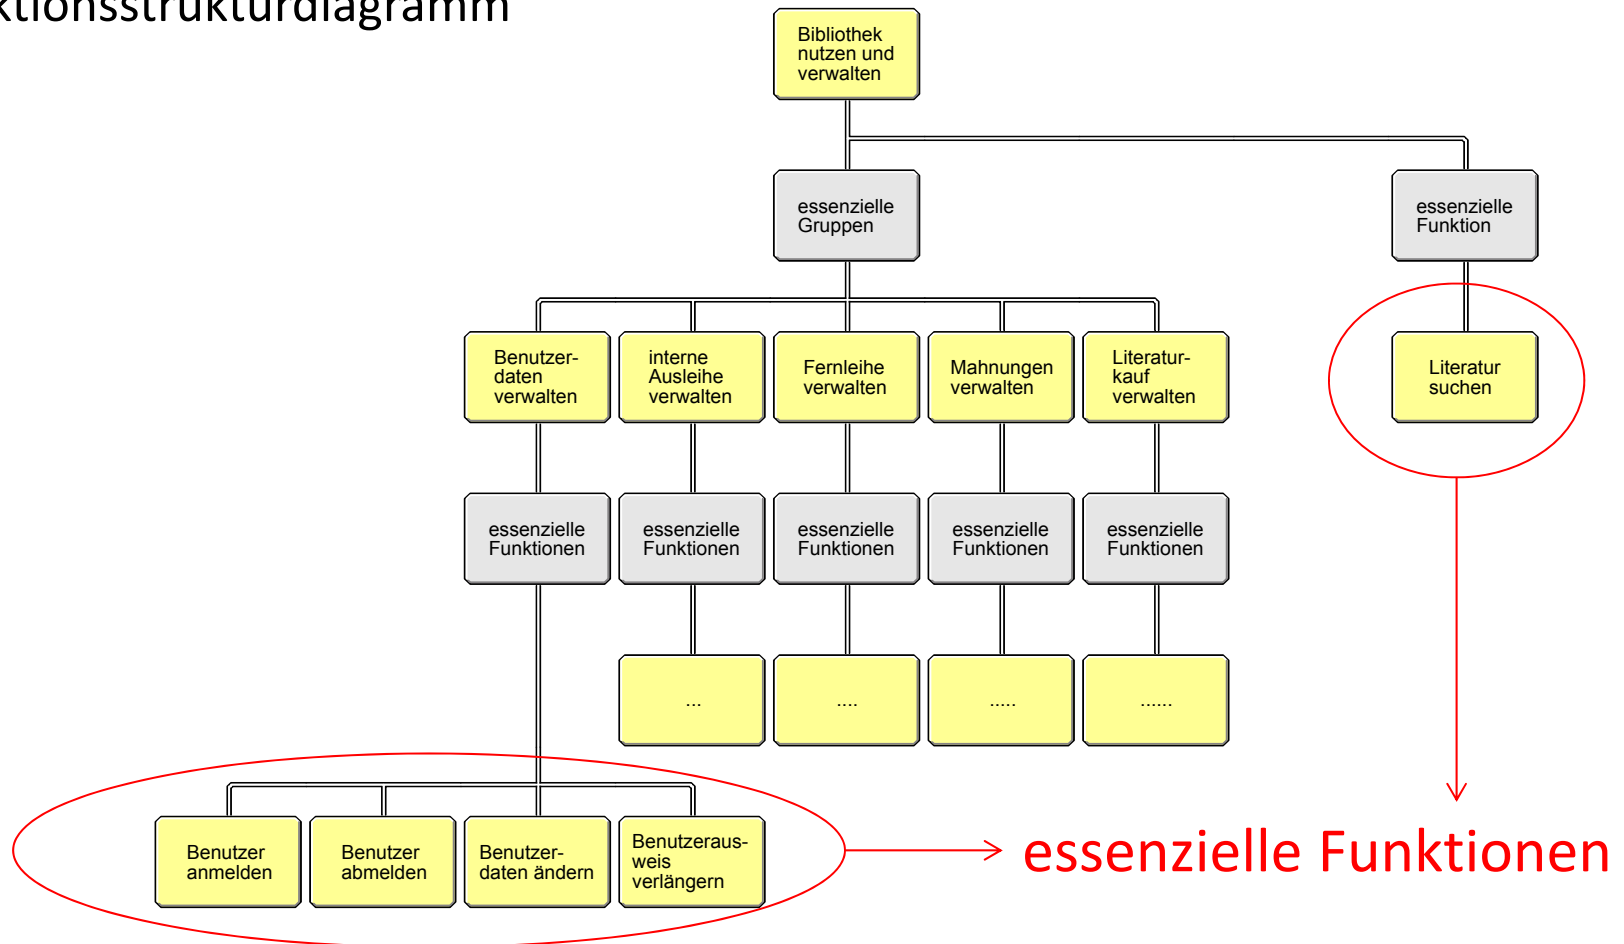 ktionsstrukturdiagramm
Bibliothek
nutzen und
verwalten
essenzielle
Gruppen
essenzielle
Funktion
Benutzer-
daten
verwalten
interne
Ausleihe
verwalten
Fernleihe
verwalten
Mahnungen
verwalten
Literatur-
kauf
verwalten
Literatur
suchen
essenzielle
Funktionen
essenzielle
Funktionen
essenzielle
Funktionen
essenzielle
Funktionen
essenzielle
Funktionen
...
....
.....
......
Benutzer
anmelden
Benutzer
abmelden
Benutzer-
daten ändern
Benutzeraus-
weis
verlängern
essenzielle Funktionen